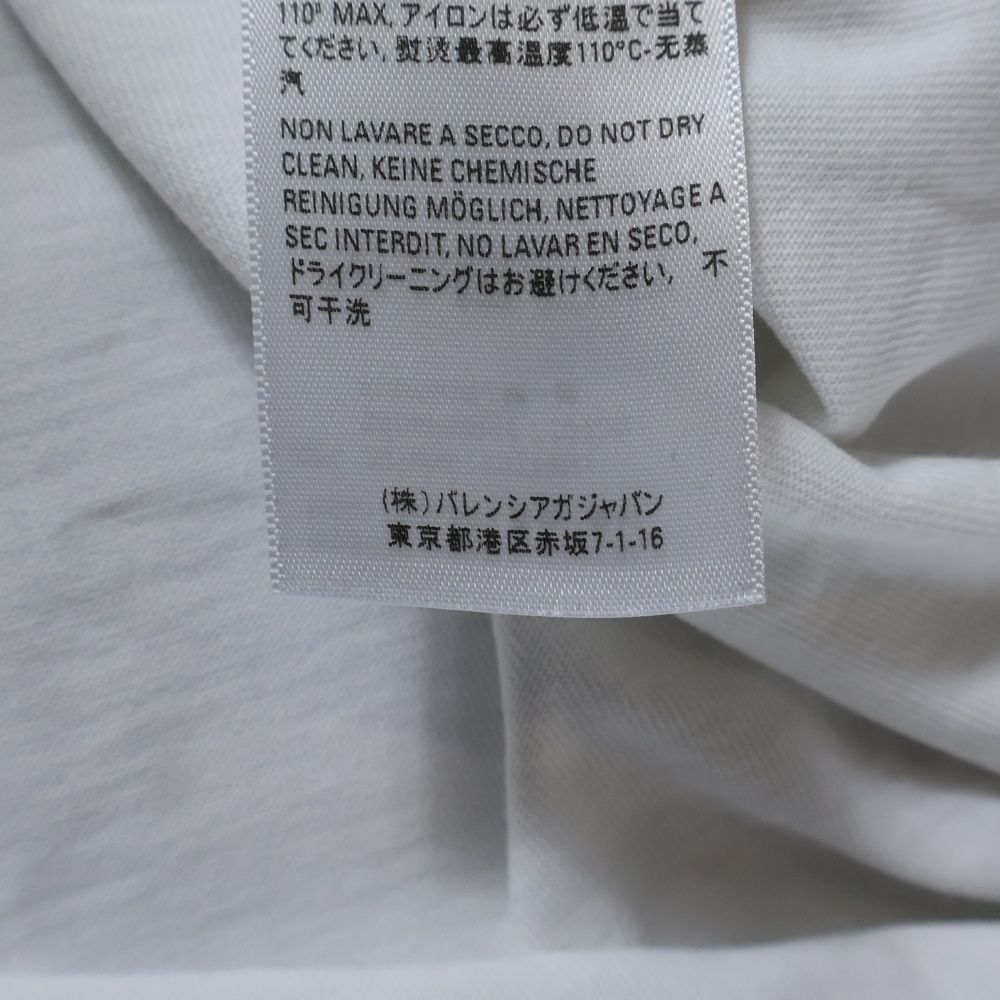 110° MAX, アイロンは必ず低温で当て
てください, 熨烫最高温度110°C-无蒸
汽
NON LAVARE A SECCO, DO NOT DRY
CLEAN, KEINE CHEMISCHE
REINIGUNG MÖGLICH, NETTOYAGE A
SEC INTERDIT, NO LAVAR EN SECO,
ドライクリーニングはお避けください, 不
可干洗
(株)バレンシアガジャパン
東京都港区赤坂7-1-16